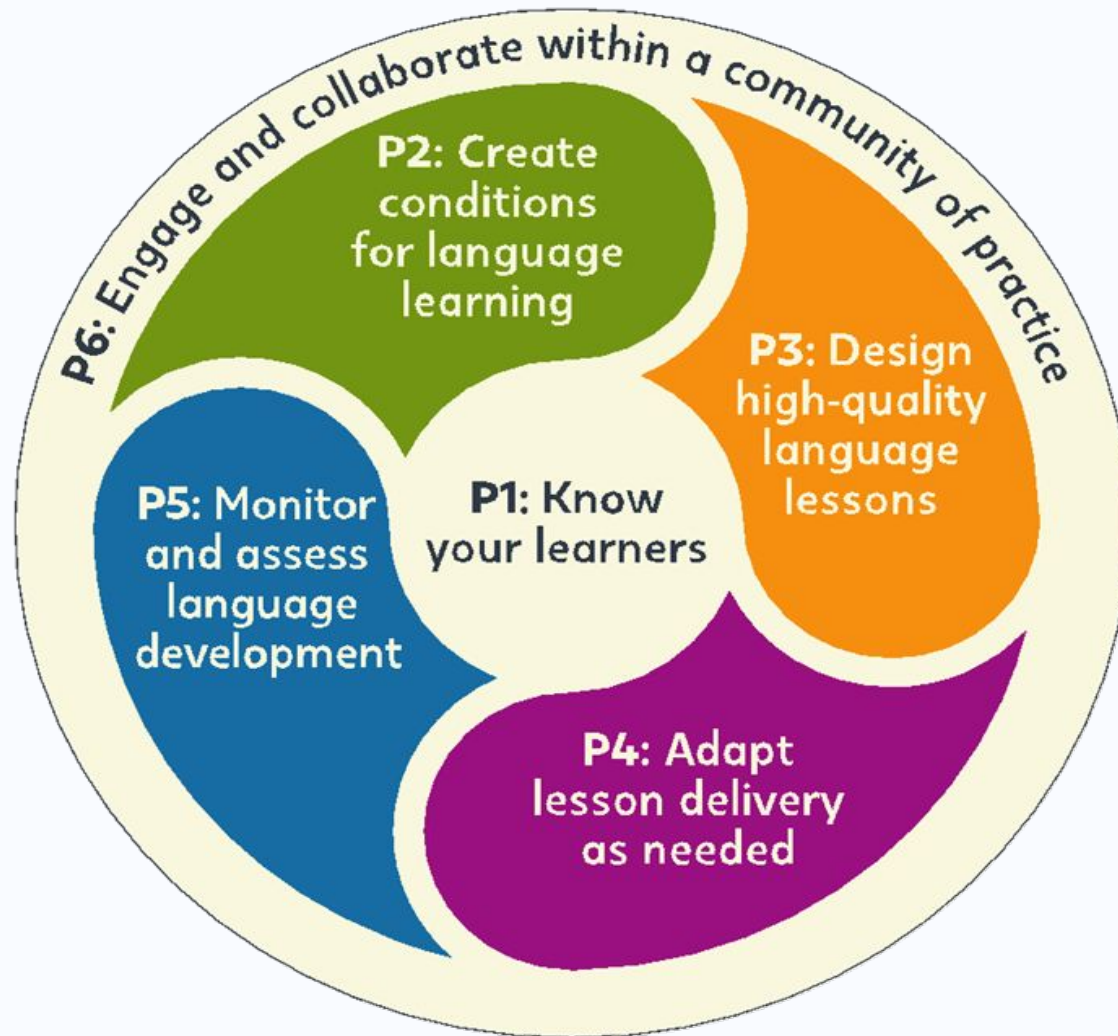 P6: Engage and collaborate within a community of practice
P2: Create
conditions
for language
learning
P3: Design
high-quality
language
lessons
P1: Know
your learners
P5: Monitor
and assess
language
development
P4: Adapt
lesson delivery
as needed